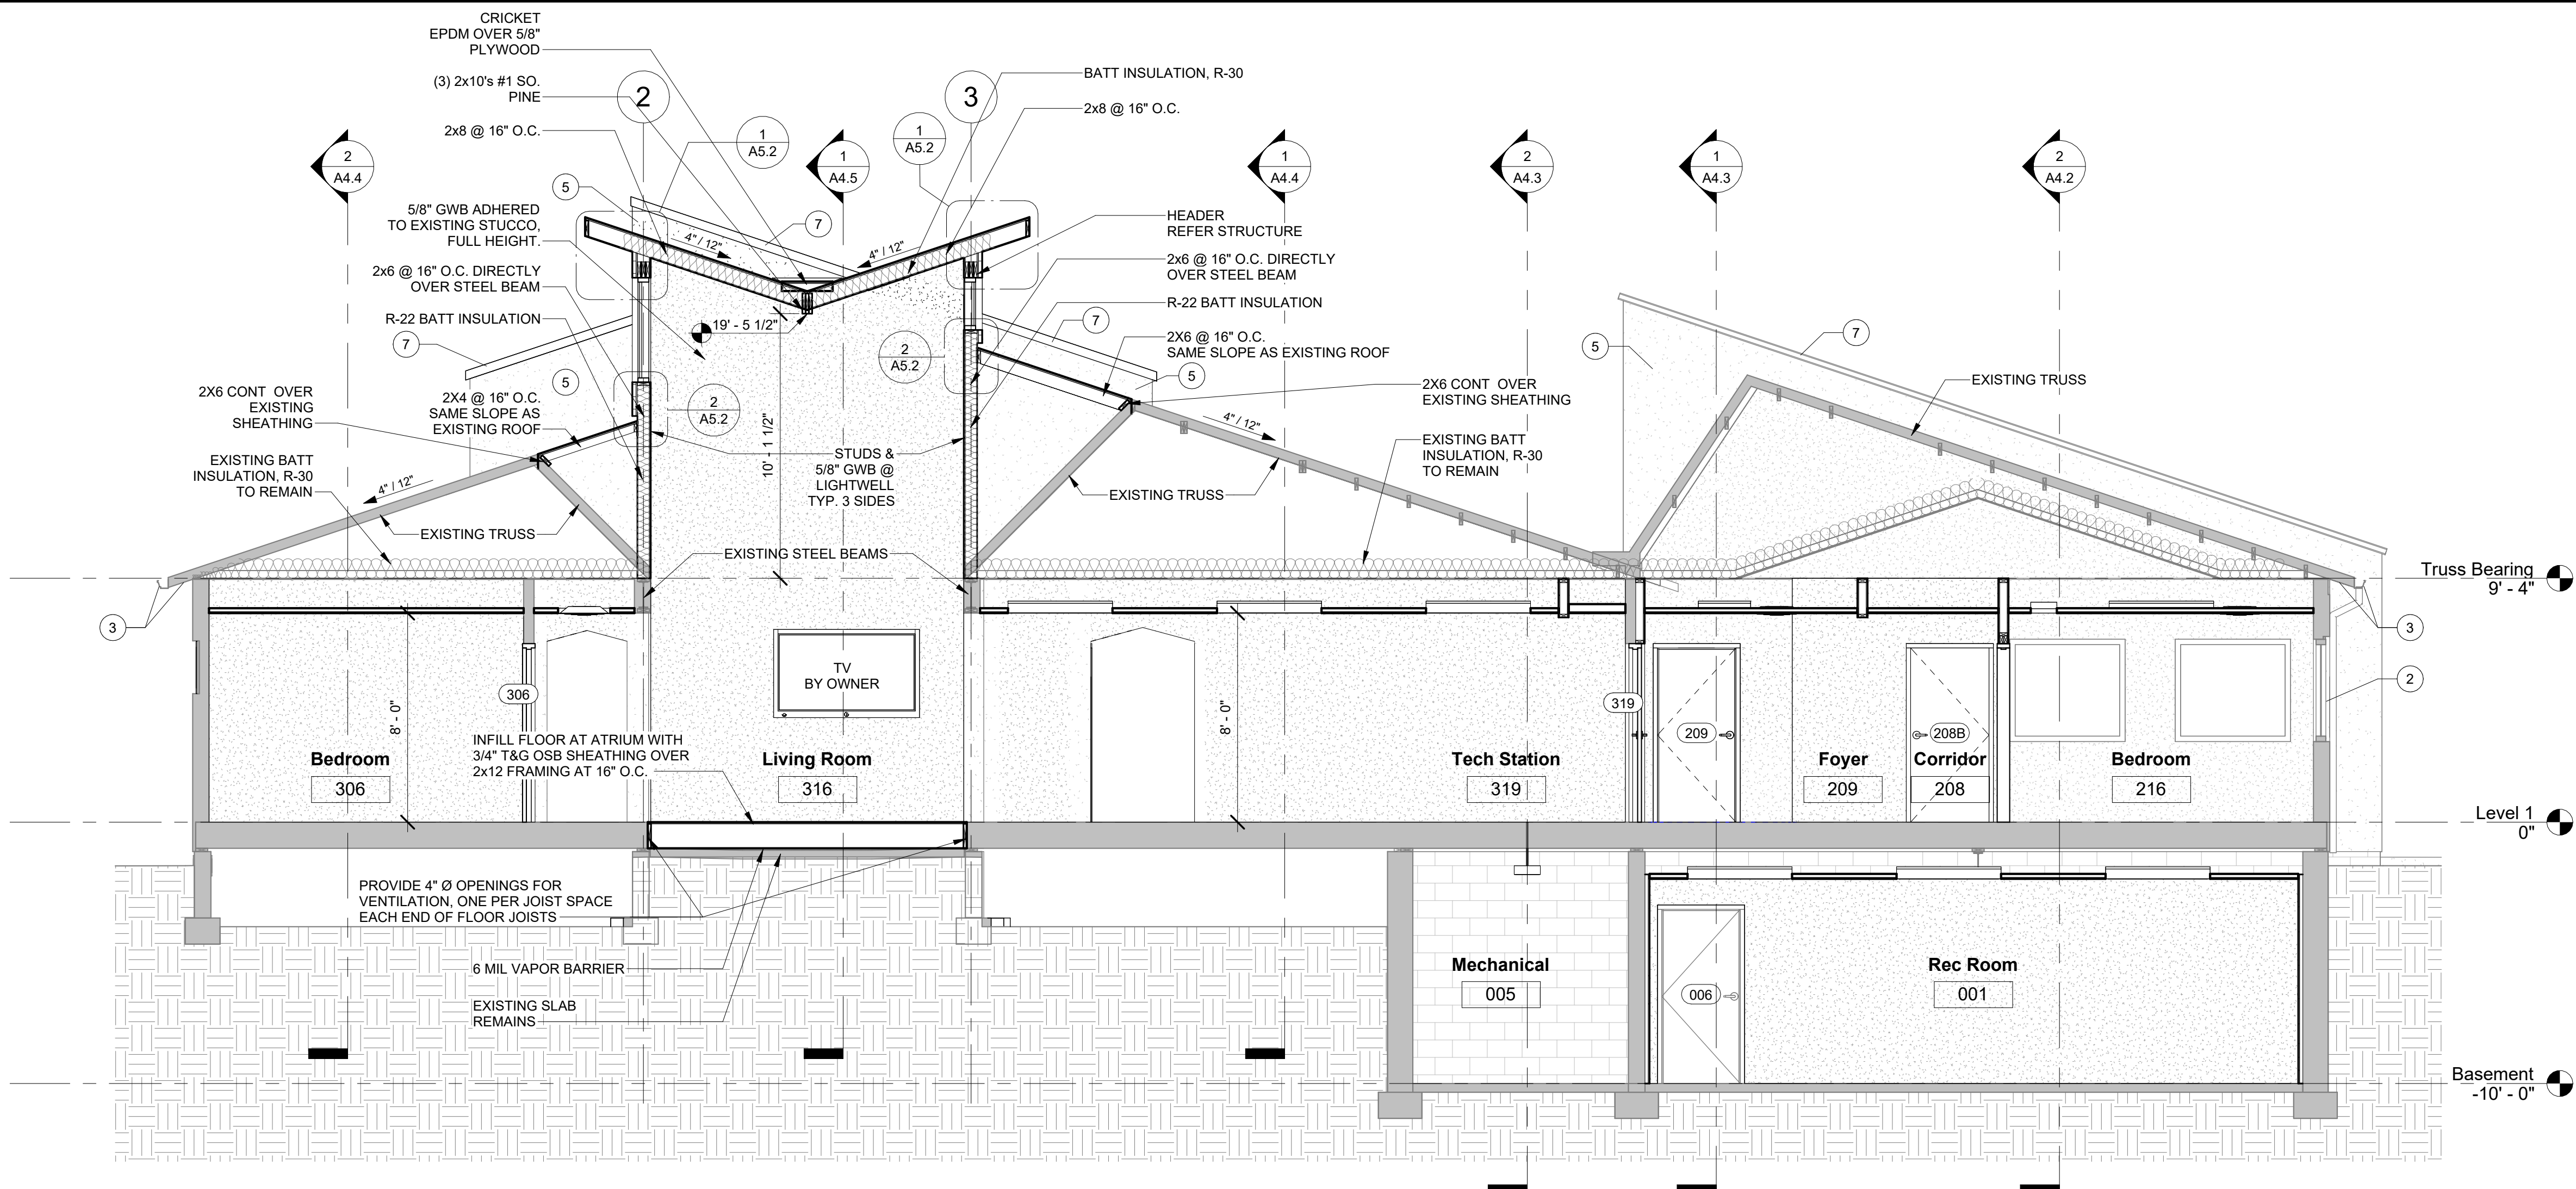 CRICKET
EPDM OVER 5/8"
PLYWOOD
(3) 2x10's #1 SO.
PINE
2x8 @ 16" O.C.
2
3
BATT INSULATION, R-30
2x8 @ 16" O.C.
1
A5.2
1
A5.2
2
A4.4
1
A4.5
1
A4.4
2
A4.3
1
A4.3
2
A4.2
5
7
4" / 12"
4" / 12"
5/8" GWB ADHERED
TO EXISTING STUCCO,
FULL HEIGHT.
2x6 @ 16" O.C. DIRECTLY
OVER STEEL BEAM
R-22 BATT INSULATION
7
19' - 5 1/2"
HEADER
REFER STRUCTURE
2x6 @ 16" O.C. DIRECTLY
OVER STEEL BEAM
R-22 BATT INSULATION
7
2X6 @ 16" O.C.
SAME SLOPE AS EXISTING ROOF
2
A5.2
5
5
7
EXISTING TRUSS
2X6 CONT OVER
EXISTING
SHEATHING
5
2X4 @ 16" O.C.
SAME SLOPE AS
EXISTING ROOF
2
A5.2
2X6 CONT OVER
EXISTING SHEATHING
4" / 12"
EXISTING BATT
INSULATION, R-30
TO REMAIN
EXISTING BATT
INSULATION, R-30
TO REMAIN
4" / 12"
EXISTING TRUSS
10' - 1 1/2"
STUDS &
5/8" GWB @
LIGHTWELL
TYP. 3 SIDES
EXISTING TRUSS
EXISTING STEEL BEAMS
Truss Bearing
9' - 4"
3
3
TV
BY OWNER
306
319
209
208B
2
8' - 0"
8' - 0"
INFILL FLOOR AT ATRIUM WITH
3/4" T&G OSB SHEATHING OVER
2x12 FRAMING AT 16" O.C.
Bedroom
306
Living Room
316
Tech Station
319
Foyer
209
Corridor
208
Bedroom
216
Level 1
0"
PROVIDE 4" Ø OPENINGS FOR
VENTILATION, ONE PER JOIST SPACE
EACH END OF FLOOR JOISTS
6 MIL VAPOR BARRIER
EXISTING SLAB
REMAINS
Mechanical
005
006
Rec Room
001
Basement
-10' - 0"